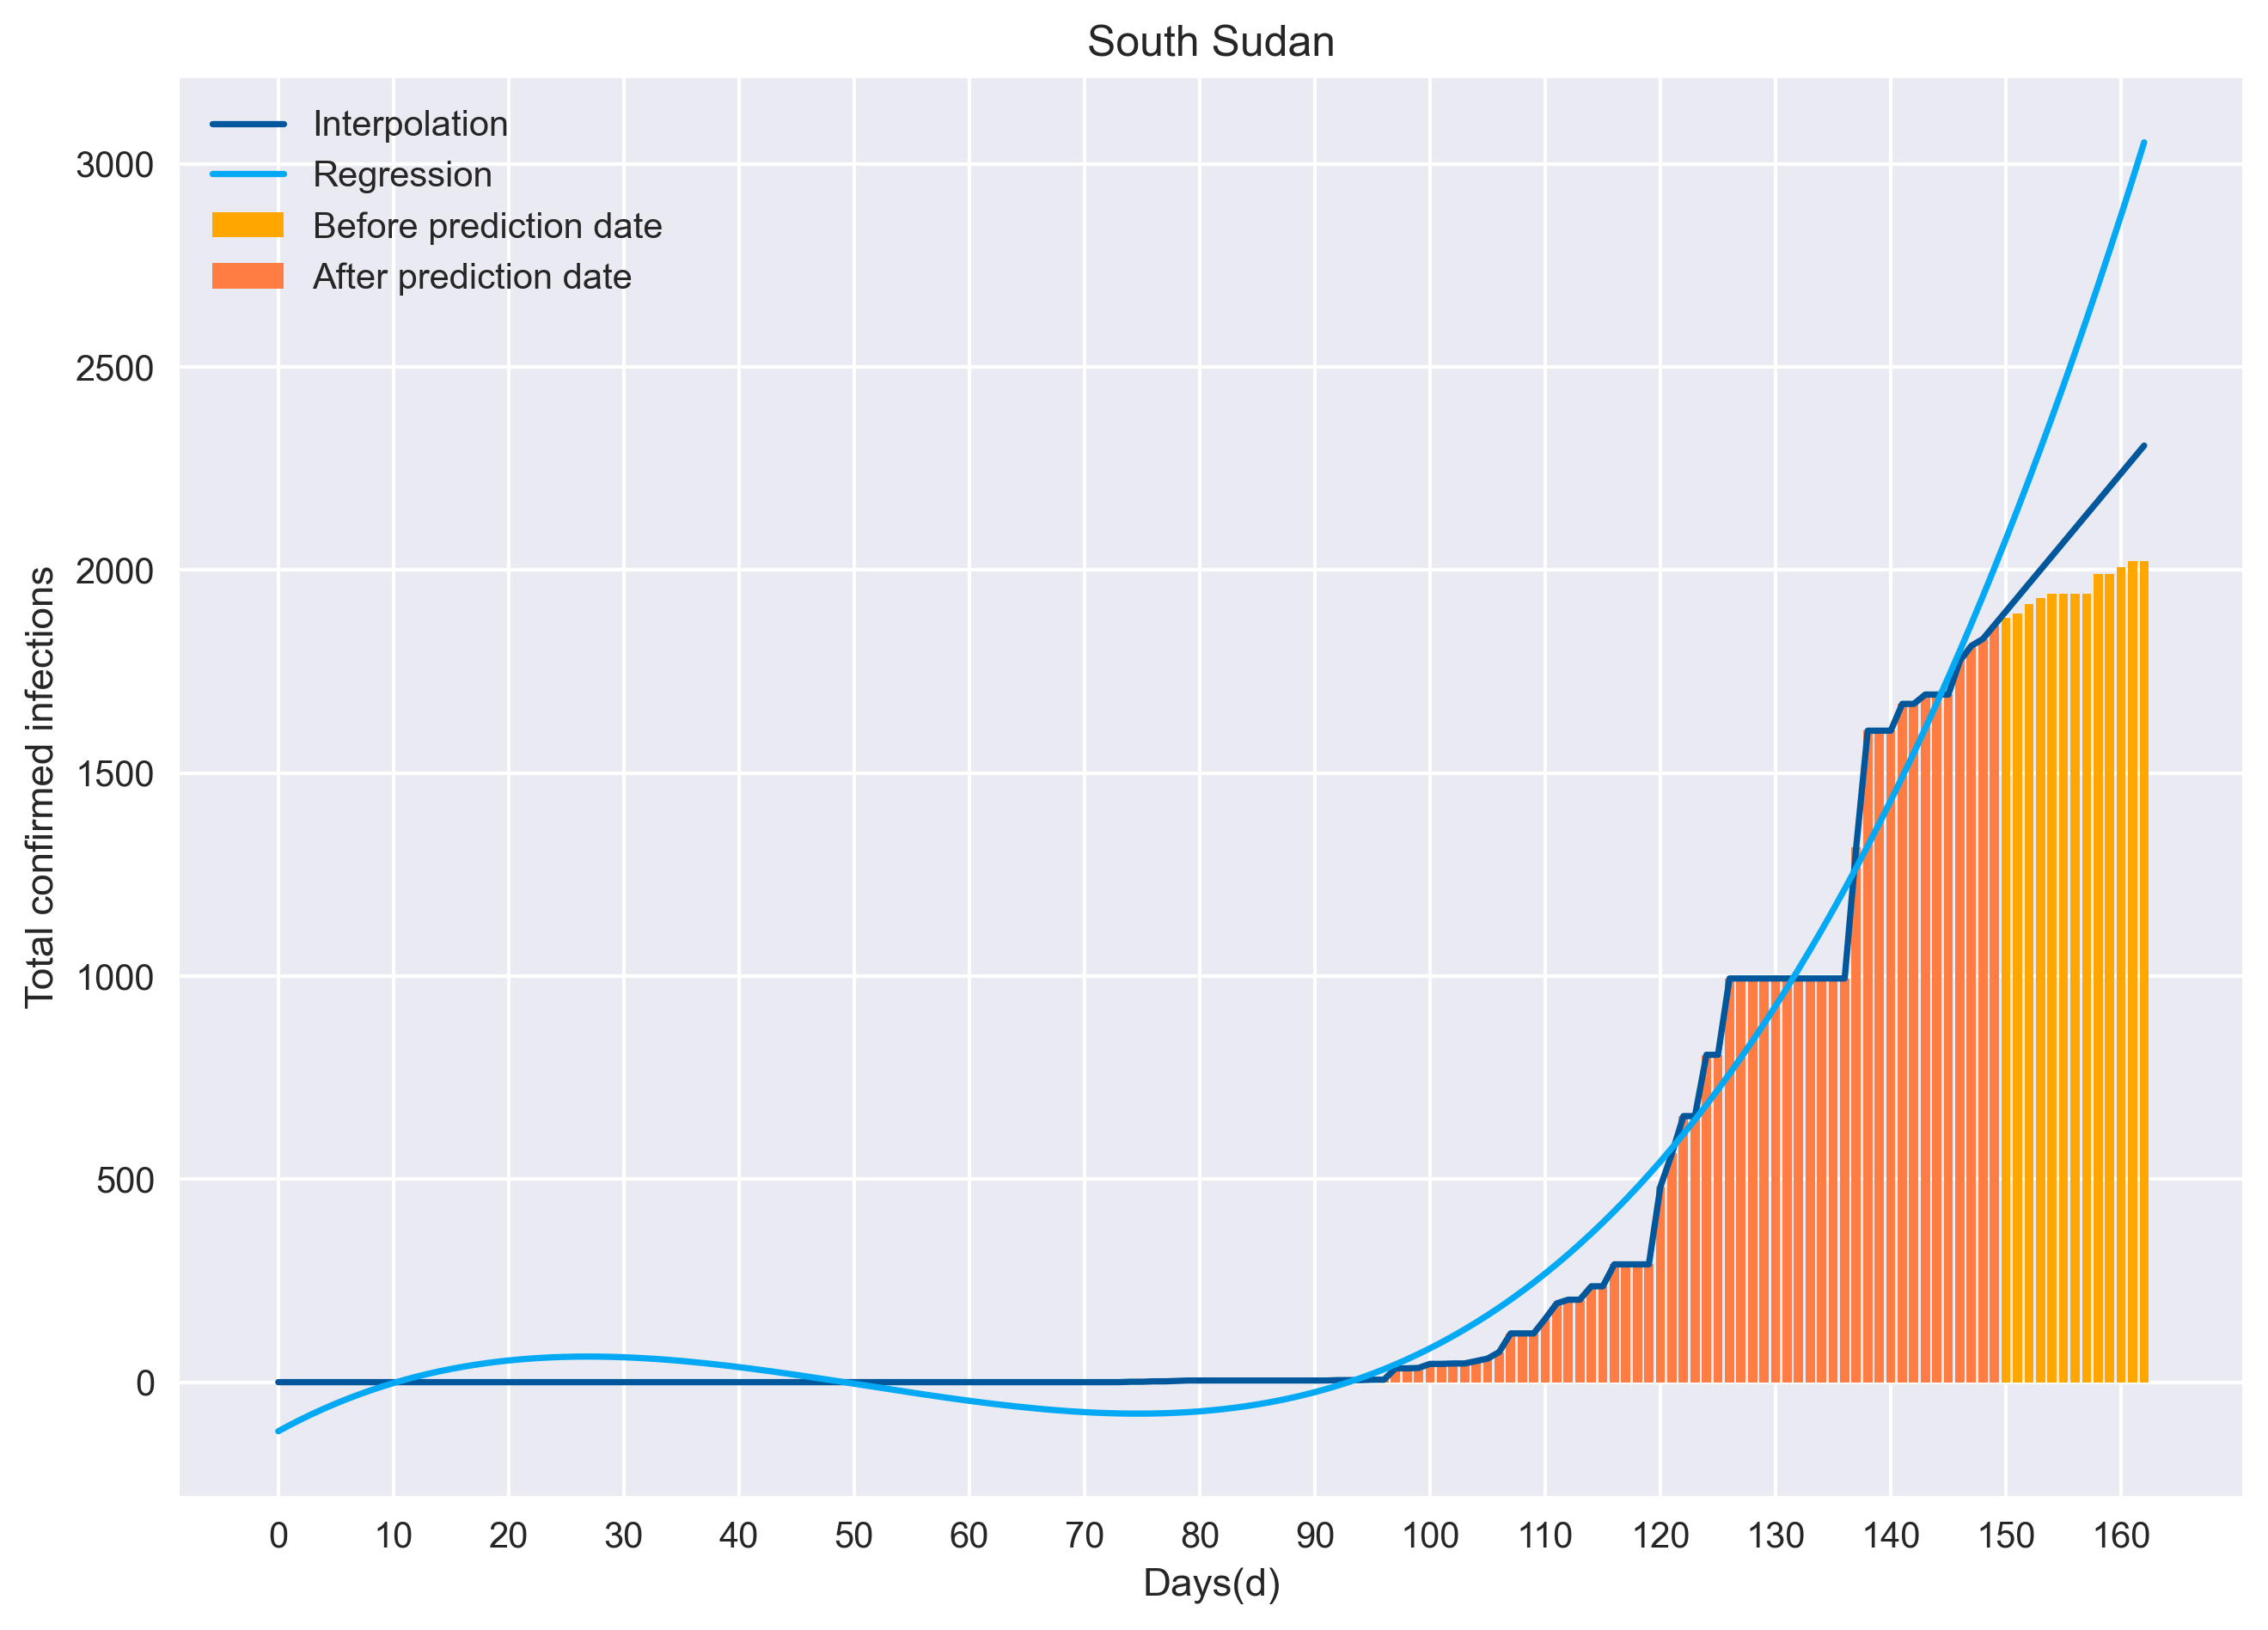 South Sudan
Interpolation
Regression
Before prediction date
After prediction date
3000
2500
2000
1500
1000
500
0
Total confirmed infections
0 10 20 30 40 50 60 70 80 90 100 110 120 130 140 150 160
Days(d)